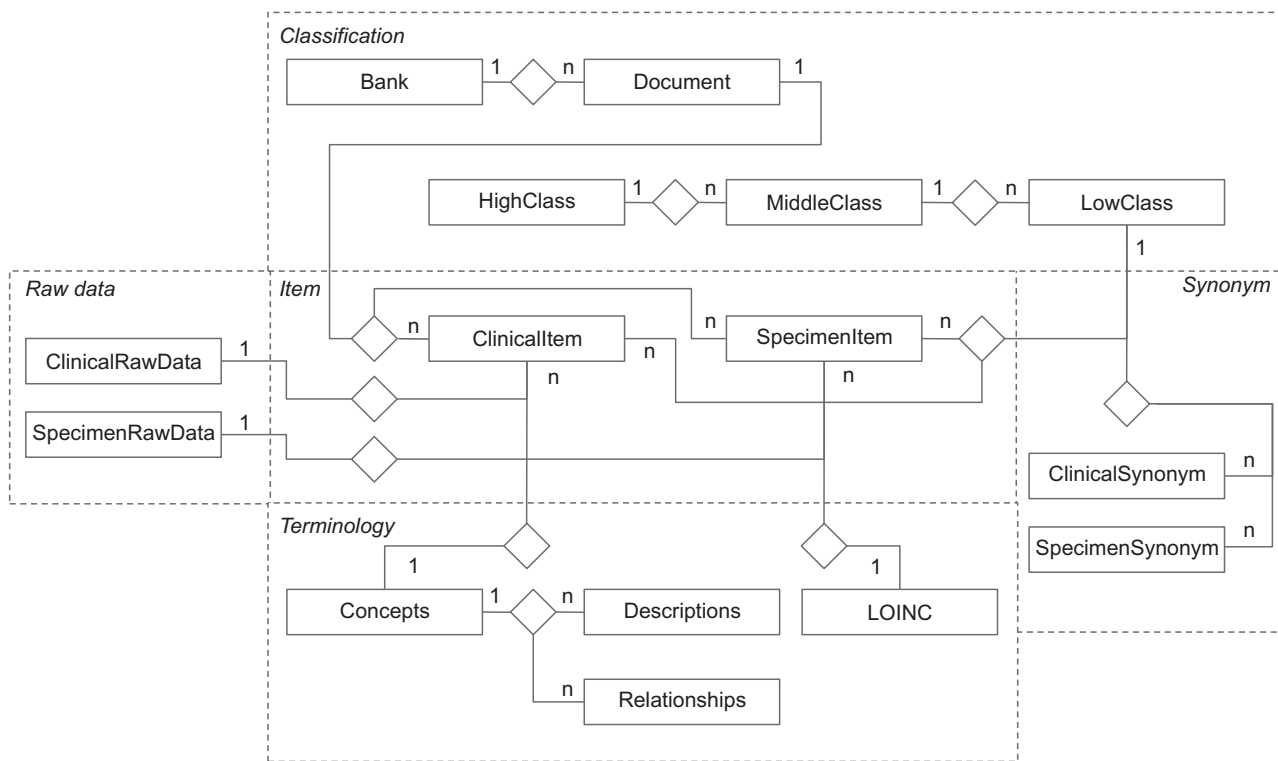 Classification
Bank 1 n Document 1
HighClass 1 n MiddleClass 1 n LowClass
1
Raw data
Item
Synonym
ClinicalRawData 1
n ClinicalItem n
n SpecimenItem n
n
n
SpecimenRawData 1
ClinicalSynonym n
SpecimenSynonym n
Terminology
1
1
Concepts 1 n Descriptions
LOINC
n Relationships